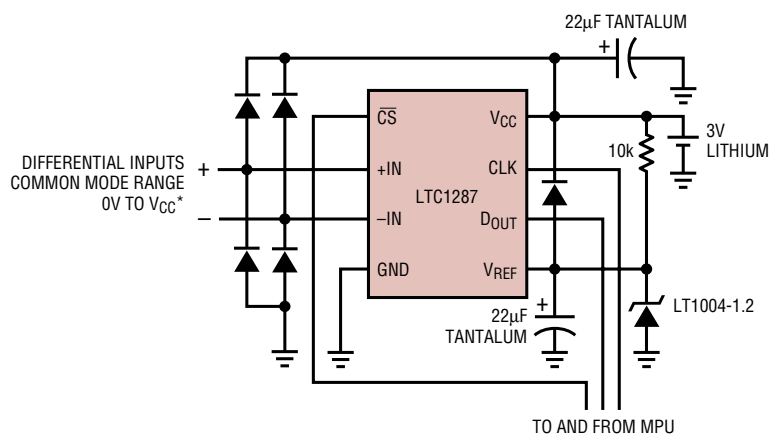 22µF TANTALUM
+
C̅S̅
VCC
10k
3V
LITHIUM
DIFFERENTIAL INPUTS
COMMON MODE RANGE
0V TO VCC*
+
–
+IN
CLK
LTC1287
–IN
DOUT
GND
VREF
+
22µF
TANTALUM
LT1004-1.2
TO AND FROM MPU